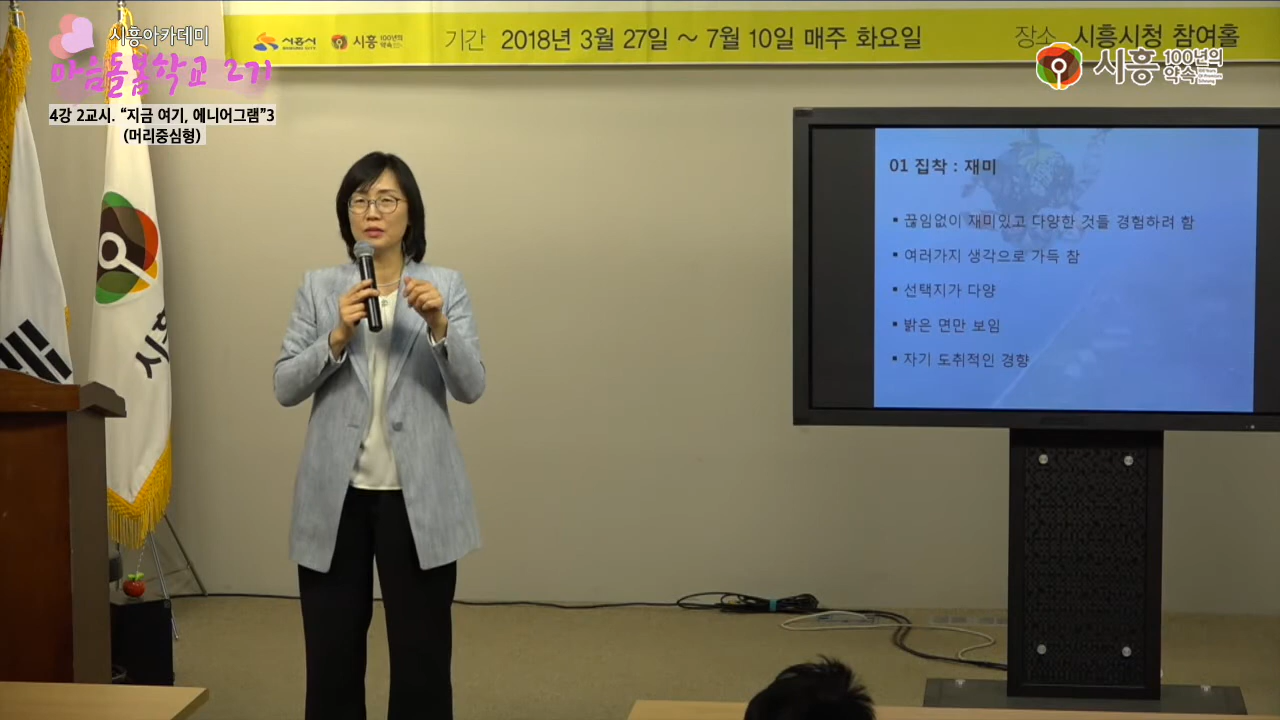 시흥아카데미
마음돌봄학교 2기
4강 2교시. “지금 여기, 에니어그램”3
(머리중심형)
시흥시
시흥 100년의 약속
기간 2018년 3월 27일 ~ 7월 10일 매주 화요일
장소 시흥시청 참여홀
시흥 100년의 약속
01 집착 : 재미
▪ 끊임없이 재미있고 다양한 것들 경험하려 함
▪ 여러가지 생각으로 가득 참
▪ 선택지가 다양
▪ 밝은 면만 보임
▪ 자기 도취적인 경향
시흥